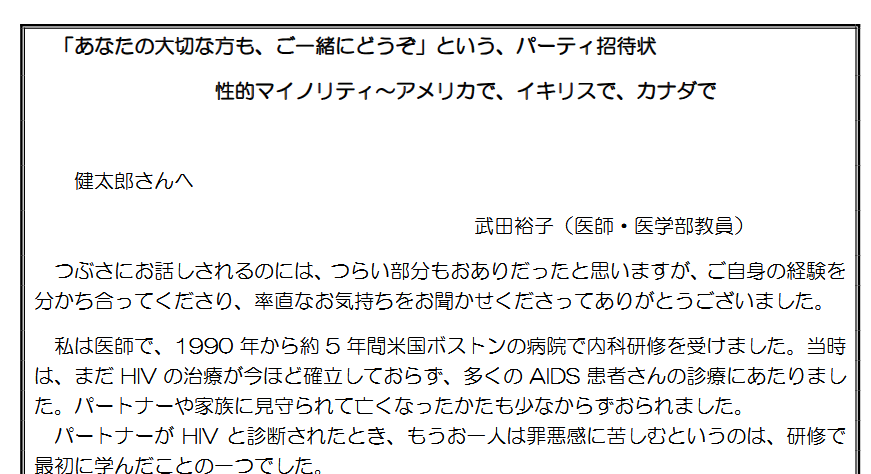 「あなたの大切な方も、ご一緒にどうぞ」という、パーティ招待状
性的マイノリティ～アメリカで、イキリスで、カナダで
健太郎さんへ
武田裕子（医師・医学部教員）
つぶさにお話しされるのには、つらい部分もおありだったと思いますが、ご自身の経験を
分かち合ってくださり、率直なお気持ちをお聞かせくださってありがとうございました。
私は医師で、1990 年から約 5 年間米国ボストンの病院で内科研修を受けました。当時
は、まだ HIV の治療が今ほど確立しておらず、多くの AIDS 患者さんの診療にあたりまし
た。パートナーや家族に見守られて亡くなったかたも少なからずおられました。
パートナーが HIV と診断されたとき、もうお一人は罪悪感に苦しむというのは、研修で
最初に学んだことの一つでした。